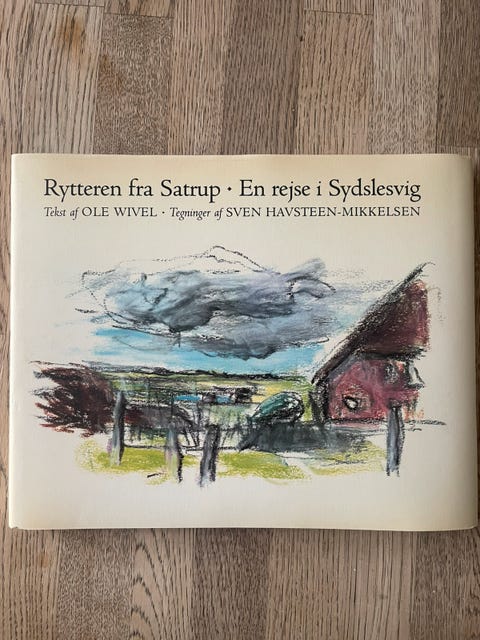 Rytteren fra Satrup · En rejse i Sydslesvig
Tekst af OLE WIVEL · Tegninger af SVEN HAVSTEEN-MIKKELSEN